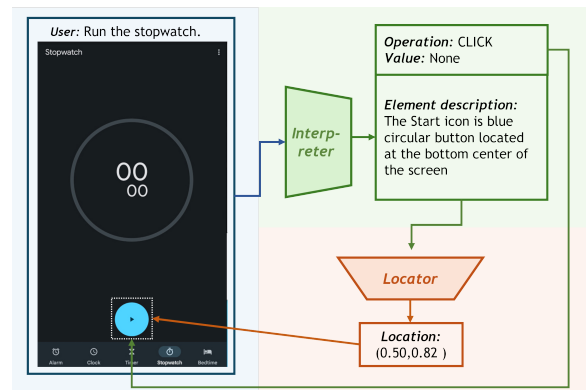 User: Run the stopwatch.
Stopwatch
00
00
Alarm
Clock
Timer
Stopwatch
Bedtime
Interp-
reter
Operation: CLICK
Value: None
Element description:
The Start icon is blue
circular button located
at the bottom center of
the screen
Locator
Location:
(0.50,0.82 )